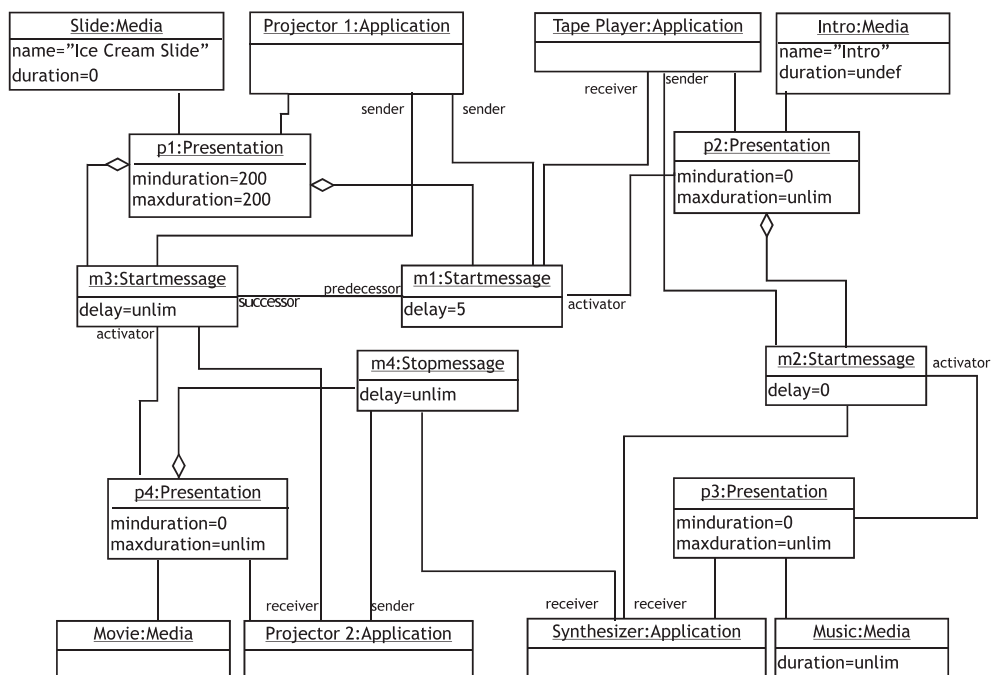 Slide:Media
name=”Ice Cream Slide”
duration=0
Projector 1:Application
Tape Player:Application
Intro:Media
name=”Intro”
duration=undef
sender
sender
receiver
sender
p1:Presentation
minduration=200
maxduration=200
p2:Presentation
minduration=0
maxduration=unlim
m3:Startmessage
delay=unlim
successor
predecessor
m1:Startmessage
delay=5
activator
activator
m4:Stopmessage
delay=unlim
m2:Startmessage
delay=0
activator
p4:Presentation
minduration=0
maxduration=unlim
p3:Presentation
minduration=0
maxduration=unlim
receiver
sender
receiver
receiver
Movie:Media
Projector 2:Application
Synthesizer:Application
Music:Media
duration=unlim